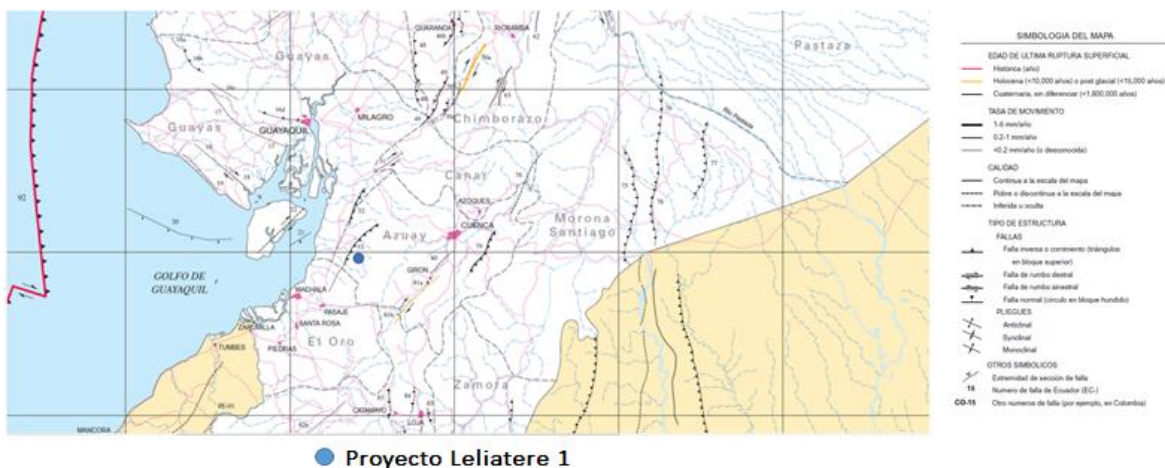 GUARANDA
RIOBAMBA
Guayas
Pastaza
Rio Pastaza
Guayas
GUAYAQUIL
MILAGRO
Chimborazo
Cañar
AZOGUES
CUENCA
Azuay
Morona
Santiago
GIRON
GOLFO DE
GUAYAQUIL
MACHALA
PASAJE
SANTA ROSA
ZARUMILLA
TUMBES
PIEDRAS
El Oro
Zamora
CATAMAYO
LOJA
MANCORA
92
SIMBOLOGIA DEL MAPA
EDAD DE ULTIMA RUPTURA SUPERFICIAL
Histórica (año)
Holocena (<10,000 años) o post glacial (<15,000 años)
Cuaternaria, sin diferenciar (<1,600,000 años)
TASA DE MOVIMIENTO
1-5 mm/año
0.2-1 mm/año
<0.2 mm/año (o desconocida)
CALIDAD
Continua a la escala del mapa
Pobre o discontinua a la escala del mapa
Inferida o oculta
TIPO DE ESTRUCTURA
FALLAS
Falla inversa o corrimiento (triángulos
en bloque superior)
Falla de rumbo destral
Falla de rumbo sinestral
Falla normal (círculo en bloque hundido)
PLIEGUES
Anticlinal
Synclinal
Monoclinal
OTROS SIMBOLICOS
Extremidad de sección de falla
16 Numero de falla de Ecuador (EC-)
CO-15 Otro numeros de falla (por ejemplo, en Colombia)
Proyecto Leliatere 1